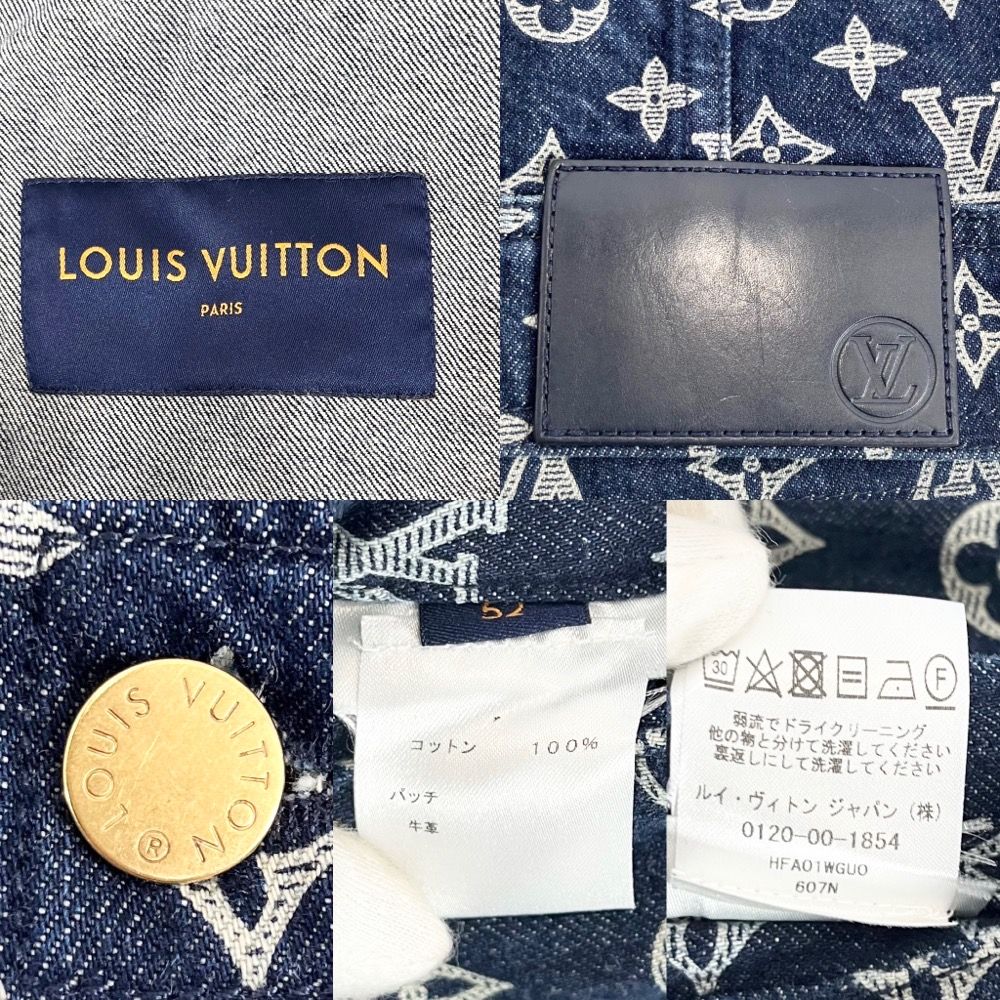 LOUIS VUITTON
PARIS
LV
LOUIS VUITTON ®
52
コットン 100%
パッチ
牛革
30
F
弱流でドライクリーニング
他の物と分けて洗濯してください
裏返しにして洗濯してください
ルイ・ヴィトン ジャパン (株)
0120-00-1854
HFA01WGUO
607N